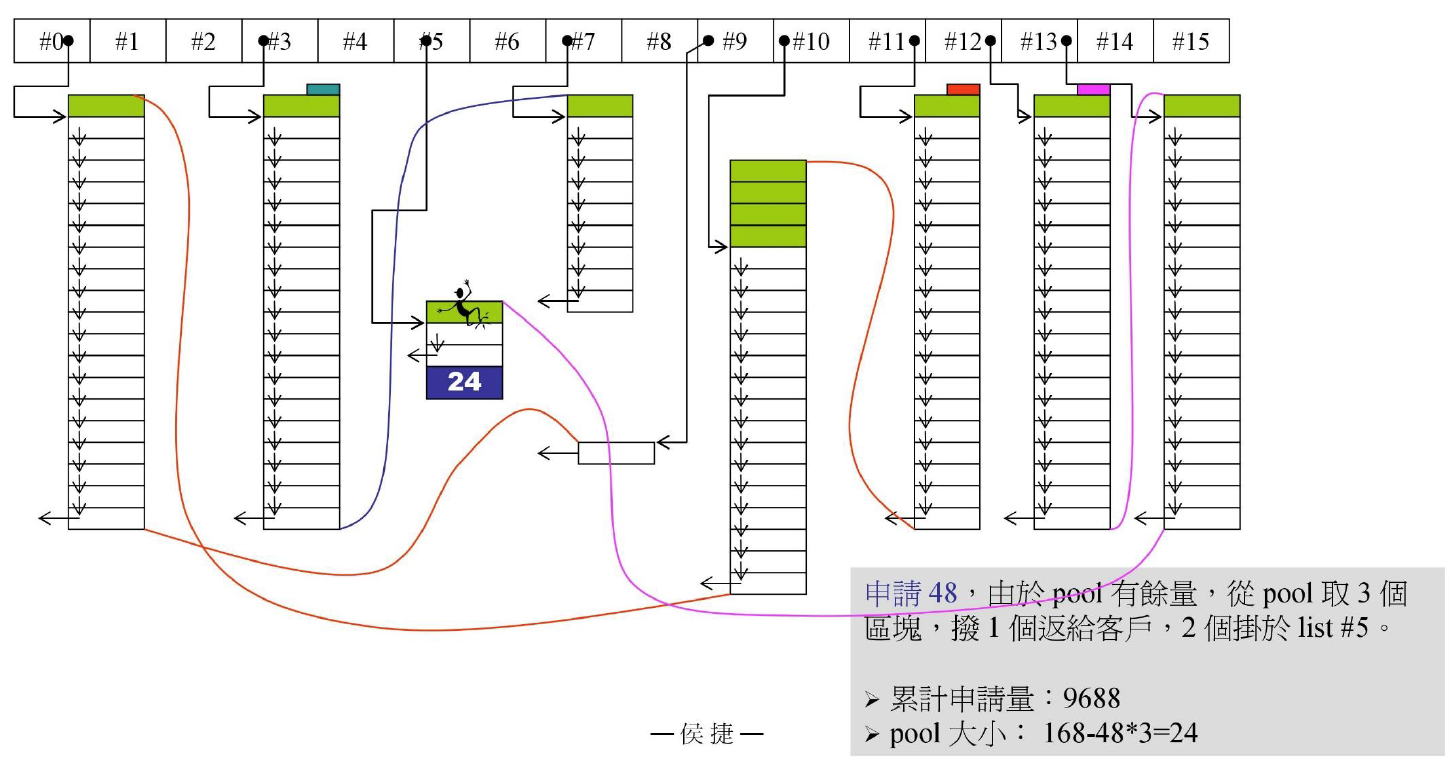 #0 #1 #2 #3 #4 #5 #6 #7 #8 #9 #10 #11 #12 #13 #14 #15
24
申請 48，由於 pool 有餘量，從 pool 取 3 個
區塊，撥 1 個返給客戶，2 個掛於 list #5。
➢ 累計申請量：9688
➢ pool 大小： 168-48*3=24
— 侯捷 —